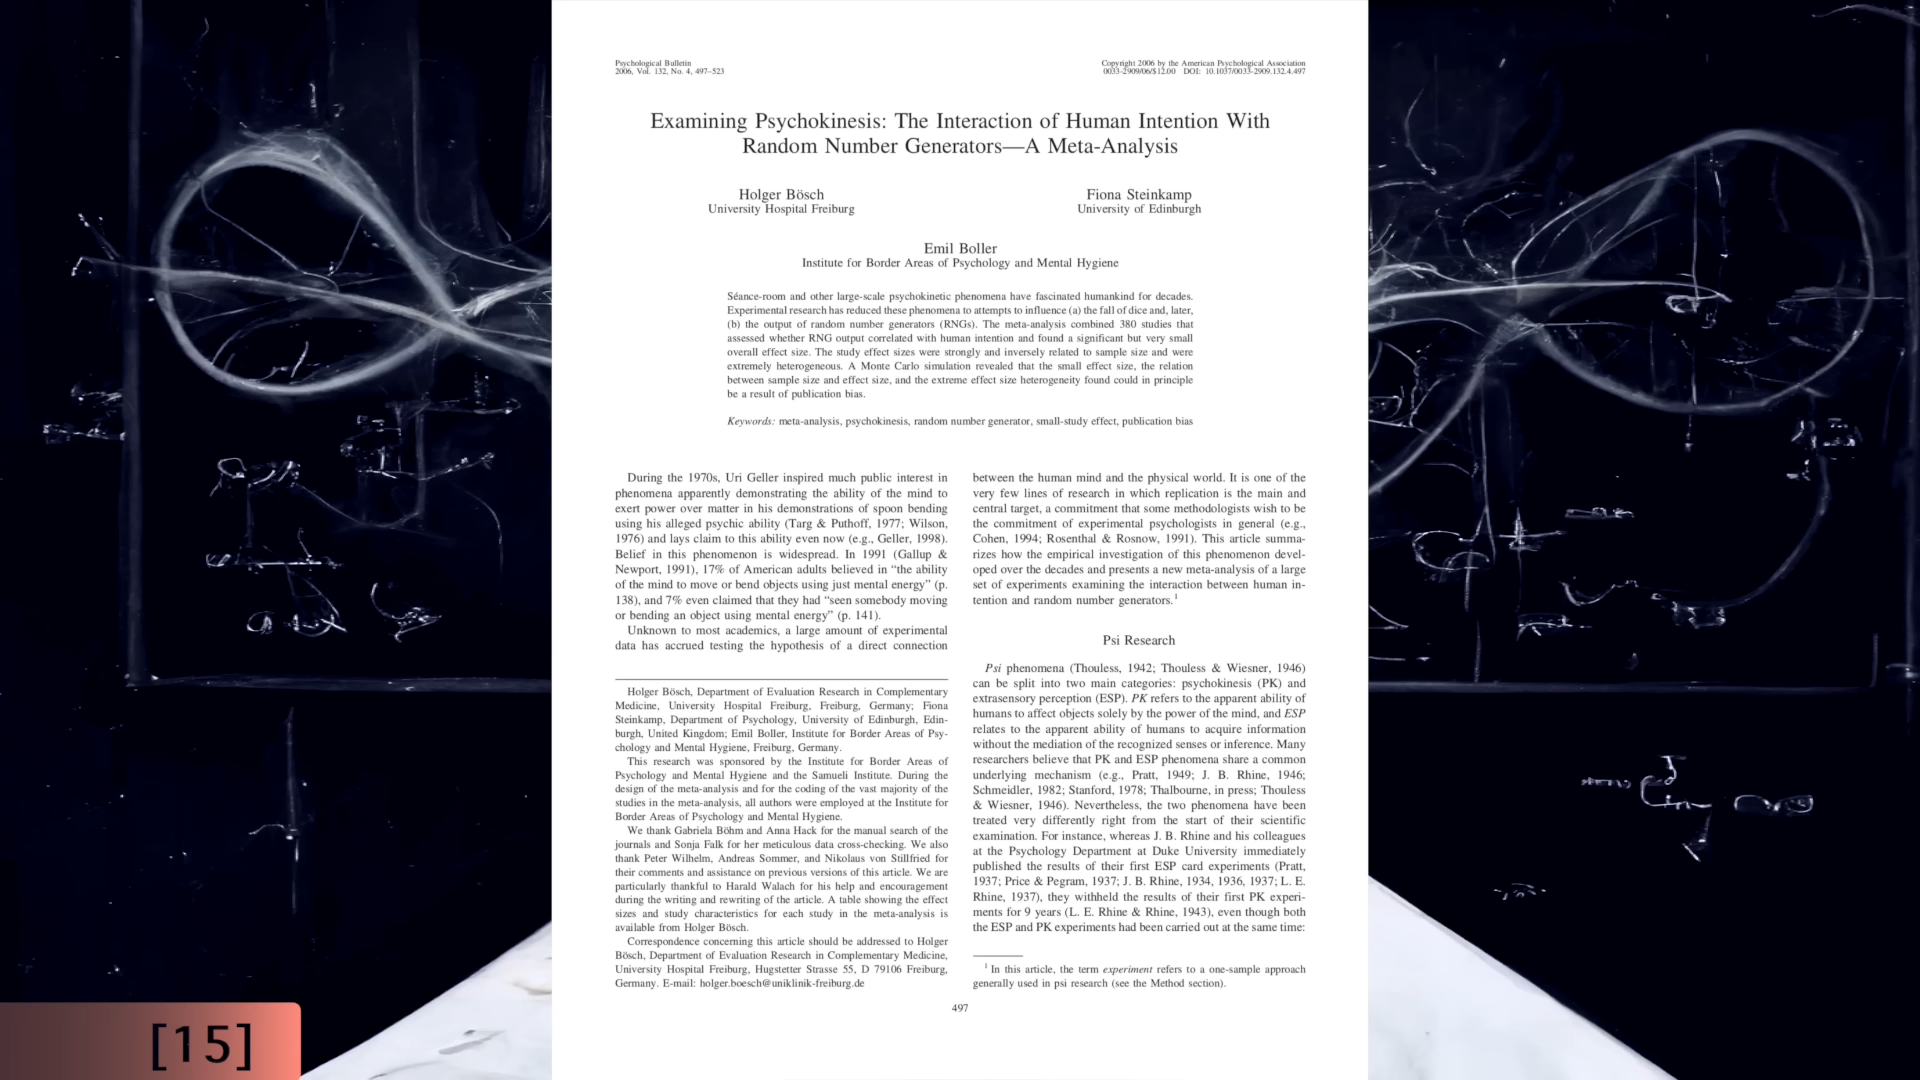 Psychological Bulletin
2006, Vol. 132, No. 4, 497–523
Copyright 2006 by the American Psychological Association
0033-2909/06/$12.00 DOI: 10.1037/0033-2909.132.4.497
Examining Psychokinesis: The Interaction of Human Intention With
Random Number Generators—A Meta-Analysis
Holger Bösch
University Hospital Freiburg
Fiona Steinkamp
University of Edinburgh
Emil Boller
Institute for Border Areas of Psychology and Mental Hygiene
Séance-room and other large-scale psychokinetic phenomena have fascinated humankind for decades.
Experimental research has reduced these phenomena to attempts to influence (a) the fall of dice and, later,
(b) the output of random number generators (RNGs). The meta-analysis combined 380 studies that
assessed whether RNG output correlated with human intention and found a significant but very small
overall effect size. The study effect sizes were strongly and inversely related to sample size and were
extremely heterogeneous. A Monte Carlo simulation revealed that the small effect size, the relation
between sample size and effect size, and the extreme effect size heterogeneity found could in principle
be a result of publication bias.
Keywords: meta-analysis, psychokinesis, random number generator, small-study effect, publication bias
During the 1970s, Uri Geller inspired much public interest in
phenomena apparently demonstrating the ability of the mind to
exert power over matter in his demonstrations of spoon bending
using his alleged psychic ability (Targ & Puthoff, 1977; Wilson,
1976) and lays claim to this ability even now (e.g., Geller, 1998).
Belief in this phenomenon is widespread. In 1991 (Gallup &
Newport, 1991), 17% of American adults believed in “the ability
of the mind to move or bend objects using just mental energy” (p.
138), and 7% even claimed that they had “seen somebody moving
or bending an object using mental energy” (p. 141).
Unknown to most academics, a large amount of experimental
data has accrued testing the hypothesis of a direct connection
Holger Bösch, Department of Evaluation Research in Complementary
Medicine, University Hospital Freiburg, Freiburg, Germany; Fiona
Steinkamp, Department of Psychology, University of Edinburgh, Edin-
burgh, United Kingdom; Emil Boller, Institute for Border Areas of Psy-
chology and Mental Hygiene, Freiburg, Germany.
This research was sponsored by the Institute for Border Areas of
Psychology and Mental Hygiene and the Samueli Institute. During the
design of the meta-analysis and for the coding of the vast majority of the
studies in the meta-analysis, all authors were employed at the Institute for
Border Areas of Psychology and Mental Hygiene.
We thank Gabriela Böhm and Anna Hack for the manual search of the
journals and Sonja Falk for her meticulous data cross-checking. We also
thank Peter Wilhelm, Andreas Sommer, and Nikolaus von Stillfried for
their comments and assistance on previous versions of this article. We are
particularly thankful to Harald Walach for his help and encouragement
during the writing and rewriting of the article. A table showing the effect
sizes and study characteristics for each study in the meta-analysis is
available from Holger Bösch.
Correspondence concerning this article should be addressed to Holger
Bösch, Department of Evaluation Research in Complementary Medicine,
University Hospital Freiburg, Hugstetter Strasse 55, D 79106 Freiburg,
Germany. E-mail: holger.boesch@uniklinik-freiburg.de
between the human mind and the physical world. It is one of the
very few lines of research in which replication is the main and
central target, a commitment that some methodologists wish to be
the commitment of experimental psychologists in general (e.g.,
Cohen, 1994; Rosenthal & Rosnow, 1991). This article summa-
rizes how the empirical investigation of this phenomenon devel-
oped over the decades and presents a new meta-analysis of a large
set of experiments examining the interaction between human in-
tention and random number generators.1
Psi Research
Psi phenomena (Thouless, 1942; Thouless & Wiesner, 1946)
can be split into two main categories: psychokinesis (PK) and
extrasensory perception (ESP). PK refers to the apparent ability of
humans to affect objects solely by the power of the mind, and ESP
relates to the apparent ability of humans to acquire information
without the mediation of the recognized senses or inference. Many
researchers believe that PK and ESP phenomena share a common
underlying mechanism (e.g., Pratt, 1949; J. B. Rhine, 1946;
Schmeidler, 1982; Stanford, 1978; Thalbourne, in press; Thouless
& Wiesner, 1946). Nevertheless, the two phenomena have been
treated very differently right from the start of their scientific
examination. For instance, whereas J. B. Rhine and his colleagues
at the Psychology Department at Duke University immediately
published the results of their first ESP card experiments (Pratt,
1937; Price & Pegram, 1937; J. B. Rhine, 1934, 1936, 1937; L. E.
Rhine, 1937), they withheld the results of their first PK experi-
ments for 9 years (L. E. Rhine & Rhine, 1943), even though both
the ESP and PK experiments had been carried out at the same time:
1 In this article, the term experiment refers to a one-sample approach
generally used in psi research (see the Method section).
497
[15]